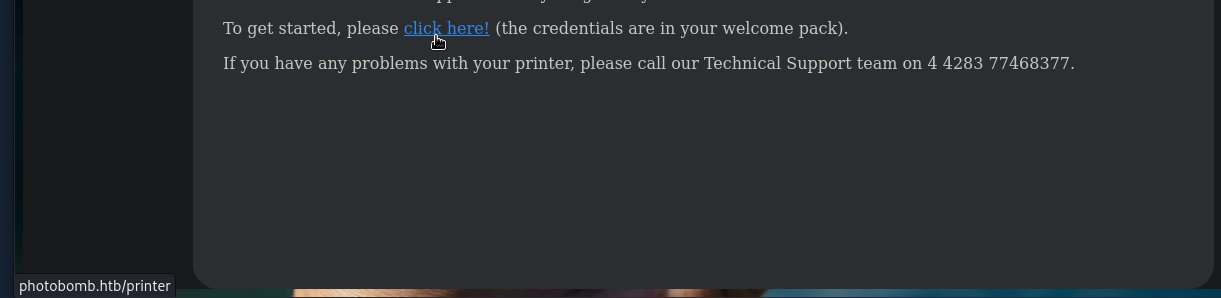 To get started, please click here! (the credentials are in your welcome pack).
If you have any problems with your printer, please call our Technical Support team on 4 4283 77468377.
photobomb.htb/printer